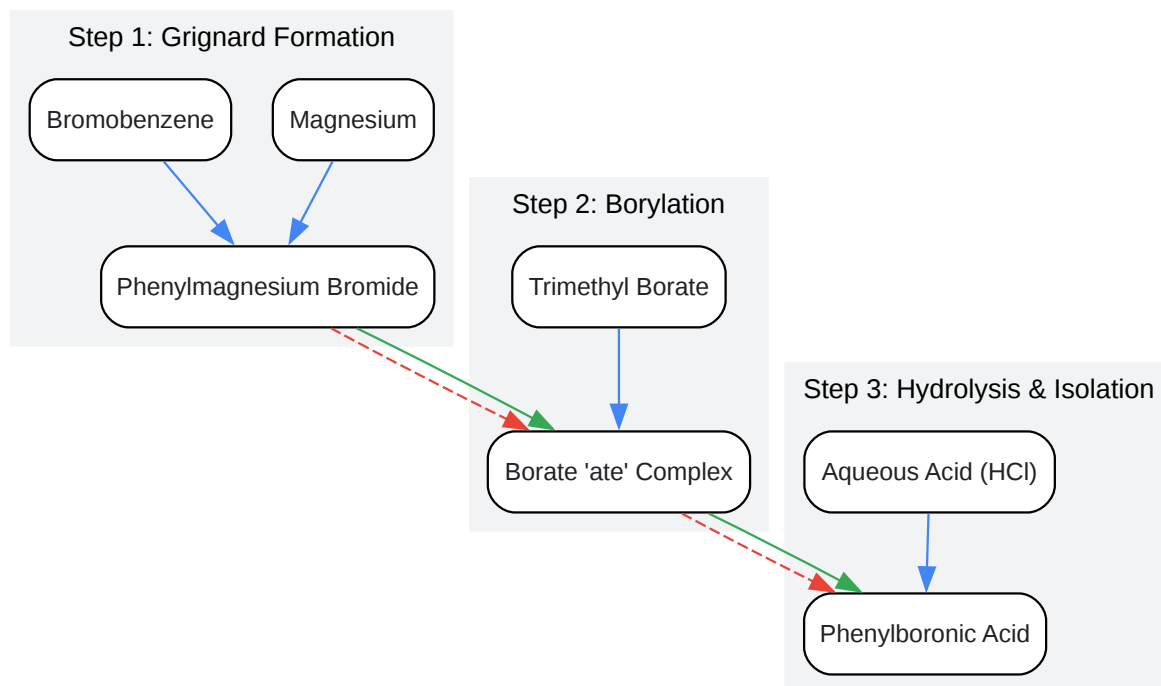 Step 1: Grignard Formation
Bromobenzene
Magnesium
Phenylmagnesium Bromide
Step 2: Borylation
Trimethyl Borate
Borate 'ate' Complex
Step 3: Hydrolysis & Isolation
Aqueous Acid (HCl)
Phenylboronic Acid